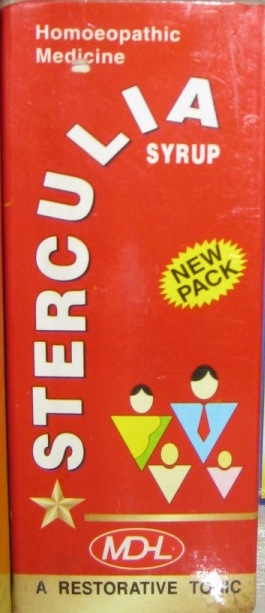 Homoeopathic
Medicine
STERCULIA
SYRUP
NEW
PACK
MDL
A RESTORATIVE TONIC